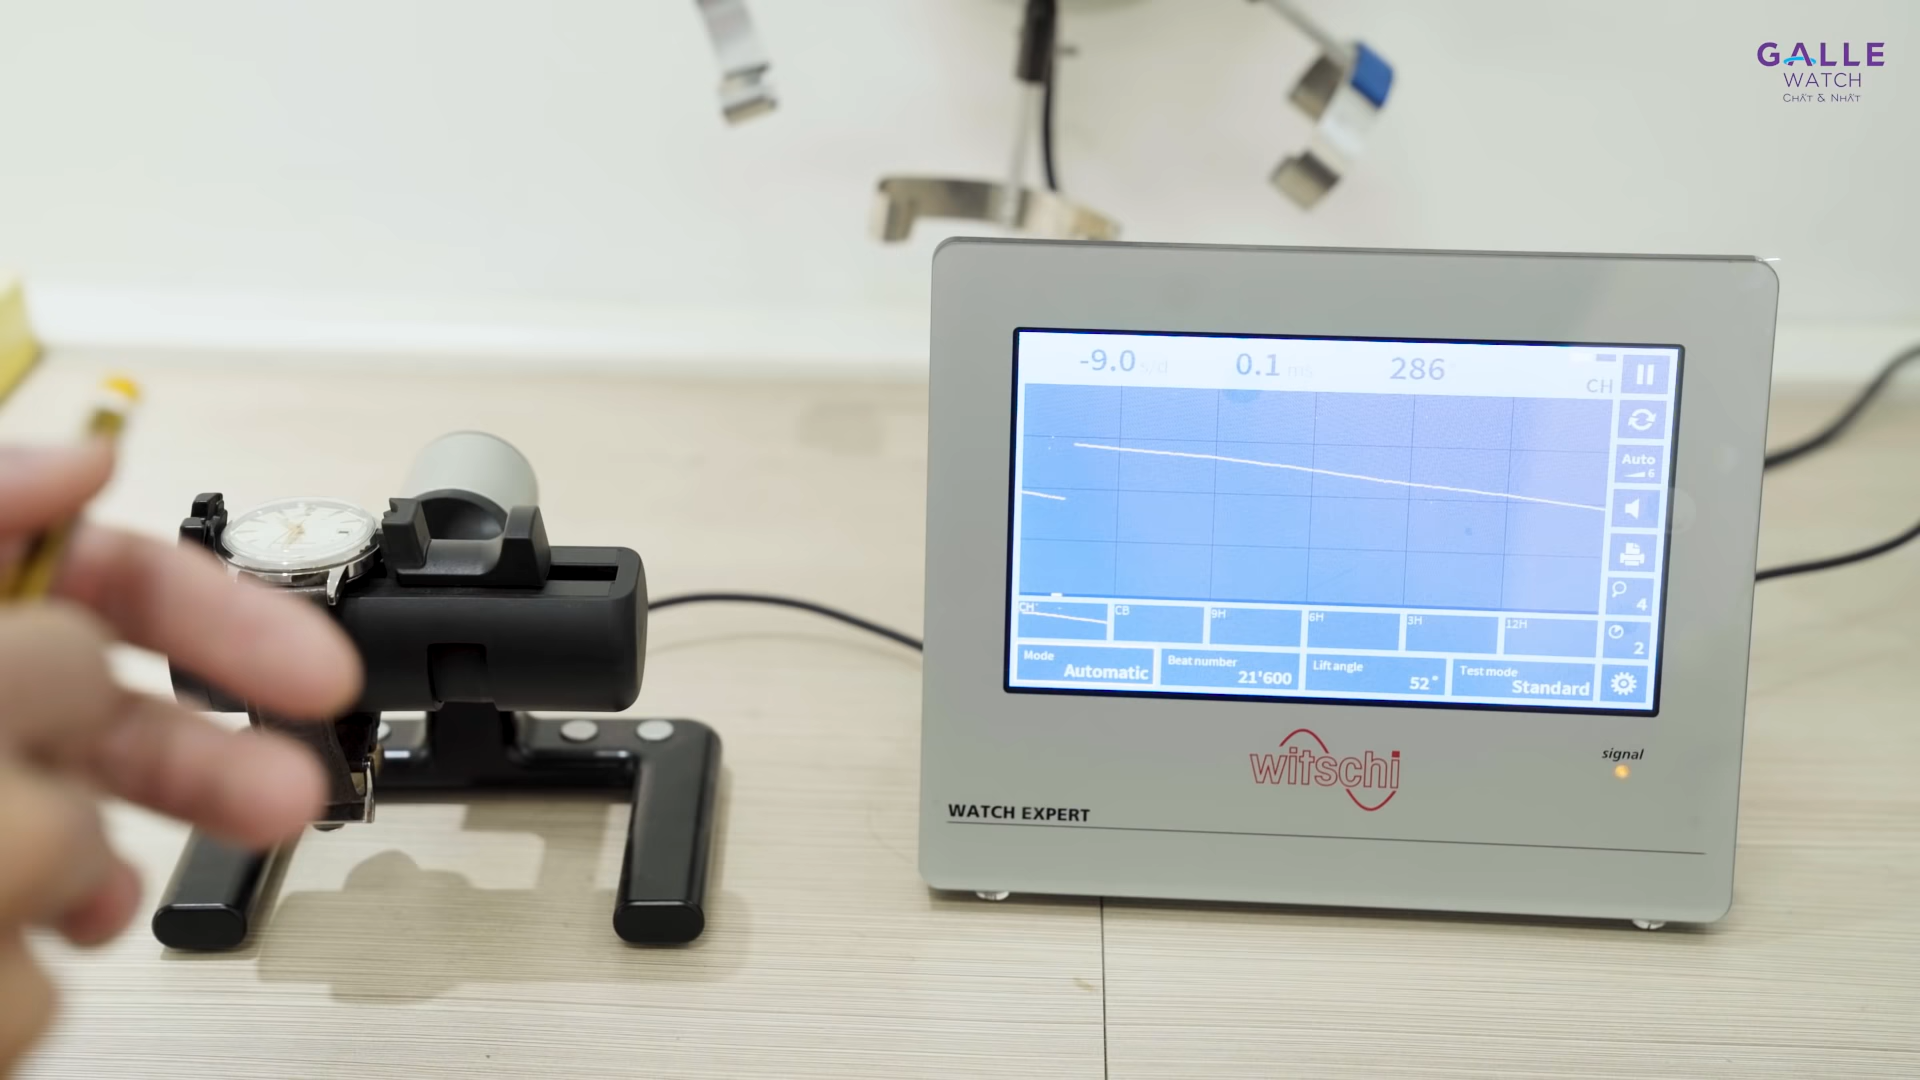 GALLE
WATCH
CHẤT & NHẤT
-9.0 s/d 0.1 ms 286°
CH
Auto
6
4
CH CB 9H 6H 3H 12H
2
Mode
Automatic
Beat number
21'600
Lift angle
52°
Test mode
Standard
witschi
signal
WATCH EXPERT